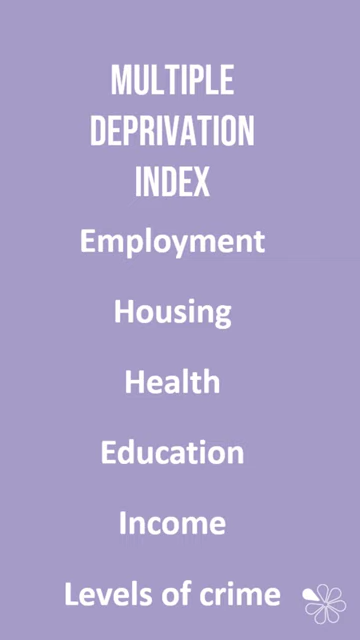 MULTIPLE
DEPRIVATION
INDEX
Employment
Housing
Health
Education
Income
Levels of crime